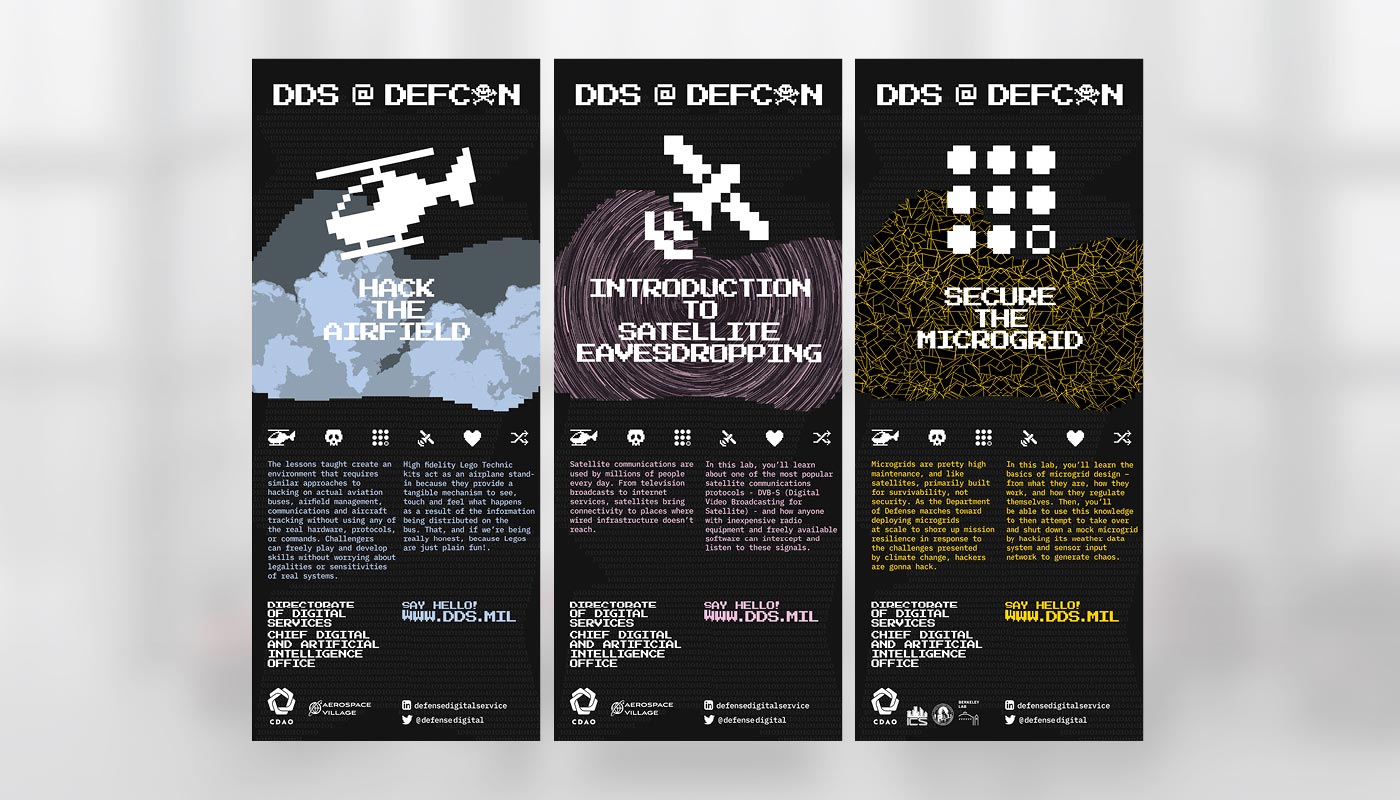 DDS @ DEFCON
HACK
THE
AIRFIELD
The lessons taught create an
environment that requires
similar approaches to
hacking on actual aviation
buses, airfield management,
communications and aircraft
tracking without using any of
the real hardware, protocols,
or commands. Challengers
can freely play and develop
skills without worrying about
legalities or sensitivities
of real systems.
High fidelity Lego Technic
kits act as an airplane stand-
in because they provide a
tangible mechanism to see,
touch and feel what happens
as a result of the information
being distributed on the
bus. That, and if we're being
really honest, because Legos
are just plain fun!.
DIRECTORATE
OF DIGITAL
SERVICES
CHIEF DIGITAL
AND ARTIFICIAL
INTELLIGENCE
OFFICE
SAY HELLO!
WWW.DDS.MIL
CDAO
AEROSPACE
VILLAGE
defensedigitalservice
@defensedigital
DDS @ DEFCON
INTRODUCTION
TO
SATELLITE
EAVESDROPPING
Satellite communications are
used by millions of people
every day. From television
broadcasts to internet
services, satellites bring
connectivity to places where
wired infrastructure doesn't
reach.
In this lab, you'll learn
about one of the most popular
satellite communications
protocols - DVB-S (Digital
Video Broadcasting for
Satellite) - and how anyone
with inexpensive radio
equipment and freely available
software can intercept and
listen to these signals.
DIRECTORATE
OF DIGITAL
SERVICES
CHIEF DIGITAL
AND ARTIFICIAL
INTELLIGENCE
OFFICE
SAY HELLO!
WWW.DDS.MIL
CDAO
AEROSPACE
VILLAGE
defensedigitalservice
@defensedigital
DDS @ DEFCON
SECURE
THE
MICROGRID
Microgrids are pretty high
maintenance, and like
satellites, primarily built
for survivability, not
security. As the Department
of Defense marches toward
deploying microgrids
at scale to shore up mission
resilience in response to
the challenges presented
by climate change, hackers
are gonna hack.
In this lab, you'll learn the
basics of microgrid design –
from what they are, how they
work, and how they regulate
themselves. Then, you'll
be able to use this knowledge
to then attempt to take over
and shut down a mock microgrid
by hacking its weather data
system and sensor input
network to generate chaos.
DIRECTORATE
OF DIGITAL
SERVICES
CHIEF DIGITAL
AND ARTIFICIAL
INTELLIGENCE
OFFICE
SAY HELLO!
WWW.DDS.MIL
CDAO
ICS
BERKELEY
LAB
defensedigitalservice
@defensedigital